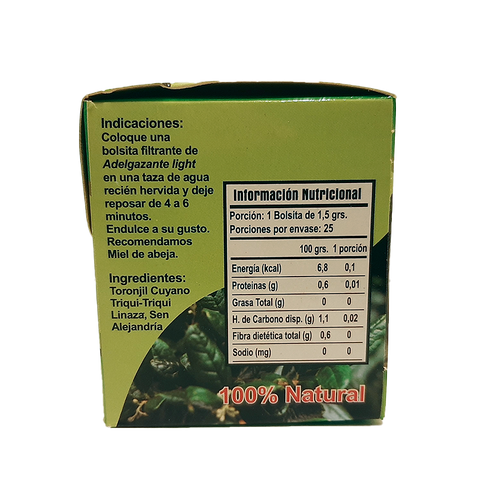 Indicaciones:
Coloque una
bolsita filtrante de
Adelgazante light
en una taza de agua
recién hervida y deje
reposar de 4 a 6
minutos.
Endulce a su gusto.
Recomendamos
Miel de abeja.
Ingredientes:
Toronjil Cuyano
Triqui-Triqui
Linaza, Sen
Alejandría
Información Nutricional
Porción: 1 Bolsita de 1,5 grs.
Porciones por envase: 25
100 grs. 1 porción
Energía (kcal) 6,8 0,1
Proteinas (g) 0,6 0,01
Grasa Total (g) 0 0
H. de Carbono disp. (g) 1,1 0,02
Fibra dietética total (g) 0,6 0
Sodio (mg) 0 0
100% Natural